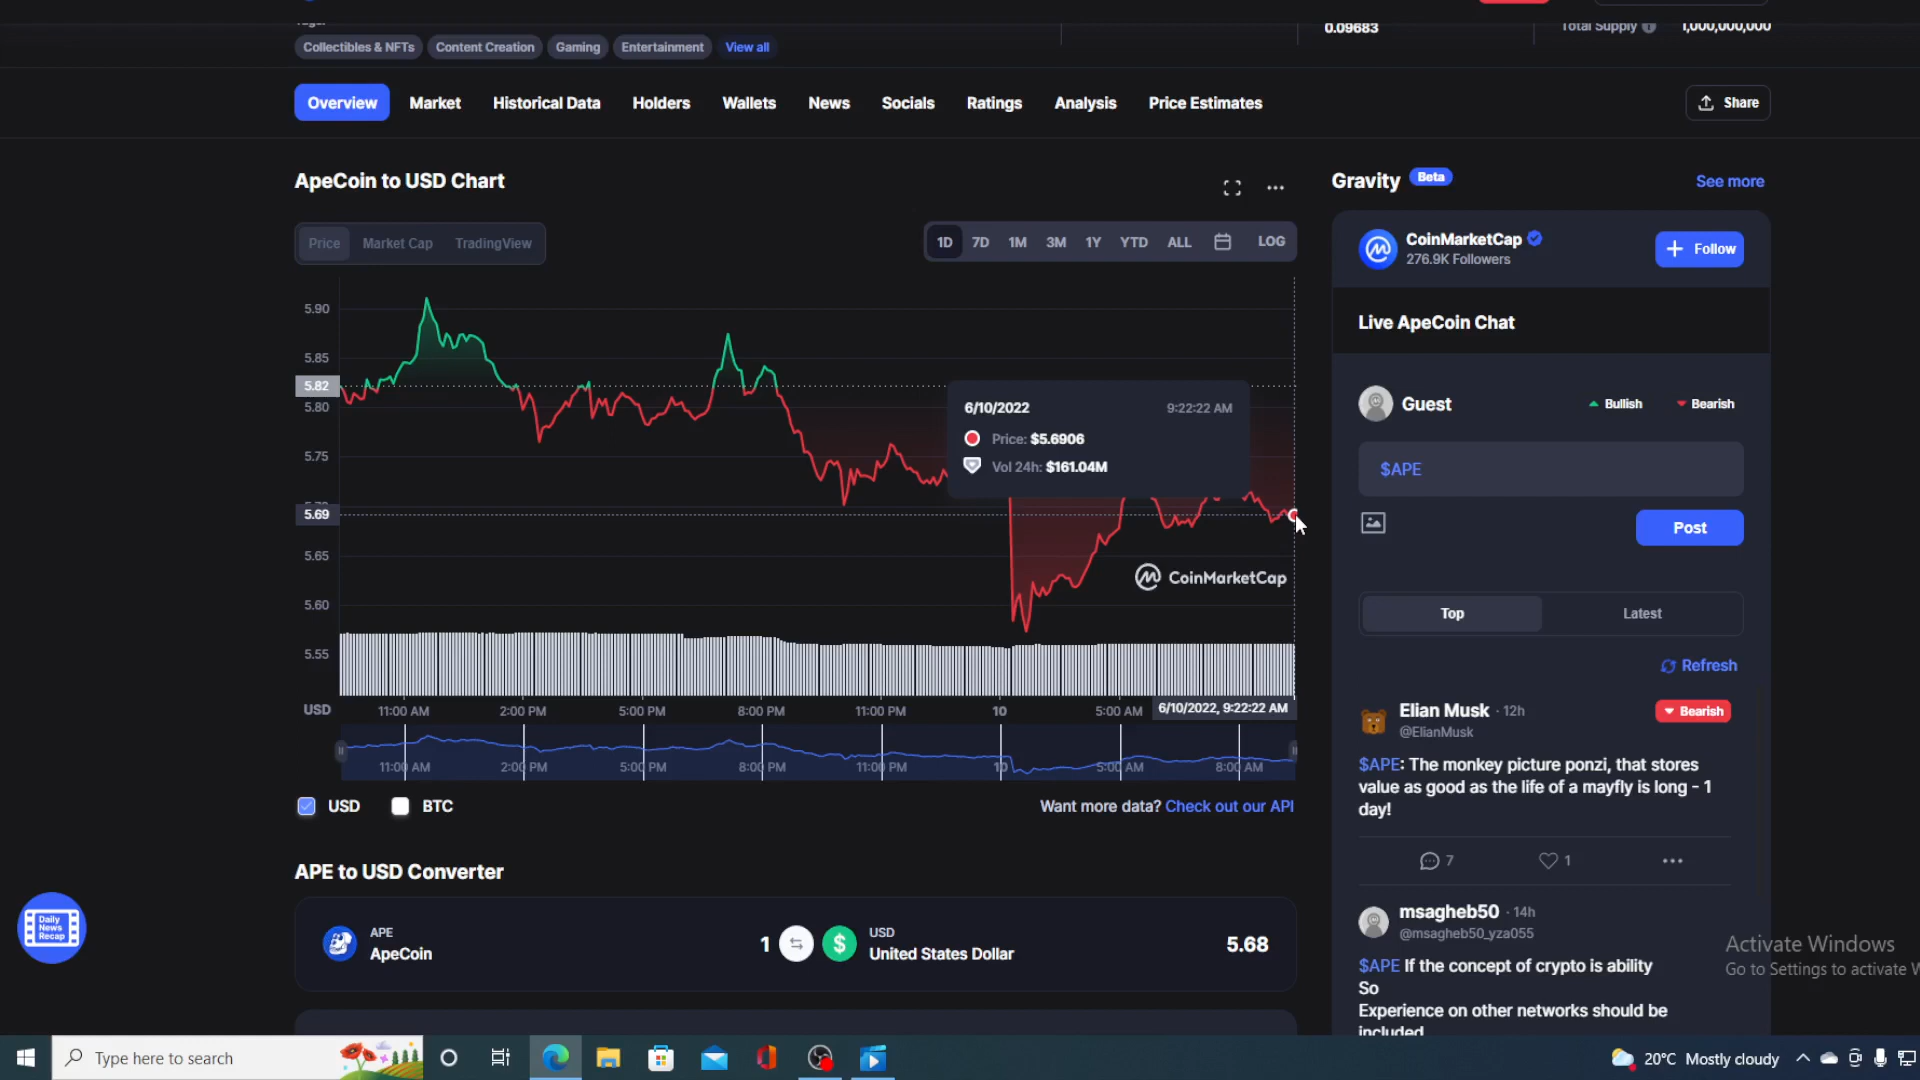 0.09683
Total Supply
1,000,000,000
Collectibles & NFTs
Content Creation
Gaming
Entertainment
View all
Overview
Market
Historical Data
Holders
Wallets
News
Socials
Ratings
Analysis
Price Estimates
Share
ApeCoin to USD Chart
Price
Market Cap
TradingView
1D
7D
1M
3M
1Y
YTD
ALL
LOG
5.90
5.85
5.82
5.80
5.75
5.69
5.65
5.60
5.55
6/10/2022
9:22:22 AM
Price: $5.6906
Vol 24h: $161.04M
CoinMarketCap
USD
11:00 AM
2:00 PM
5:00 PM
8:00 PM
11:00 PM
10
5:00 AM
6/10/2022, 9:22:22 AM
11:00 AM
2:00 PM
5:00 PM
8:00 PM
11:00 PM
10
5:00 AM
8:00 AM
USD
BTC
Want more data? Check out our API
APE to USD Converter
APE
ApeCoin
1
USD
United States Dollar
5.68
Gravity
Beta
See more
CoinMarketCap
276.9K Followers
Follow
Live ApeCoin Chat
Guest
Bullish
Bearish
$APE
Post
Top
Latest
Refresh
Elian Musk · 12h
@ElianMusk
Bearish
$APE: The monkey picture ponzi, that stores
value as good as the life of a mayfly is long - 1
day!
7
1
msagheb50 · 14h
@msagheb50_yza055
$APE If the concept of crypto is ability
So
Experience on other networks should be
included
Daily
News
Recap
Activate Windows
Go to Settings to activate W
Type here to search
20°C Mostly cloudy